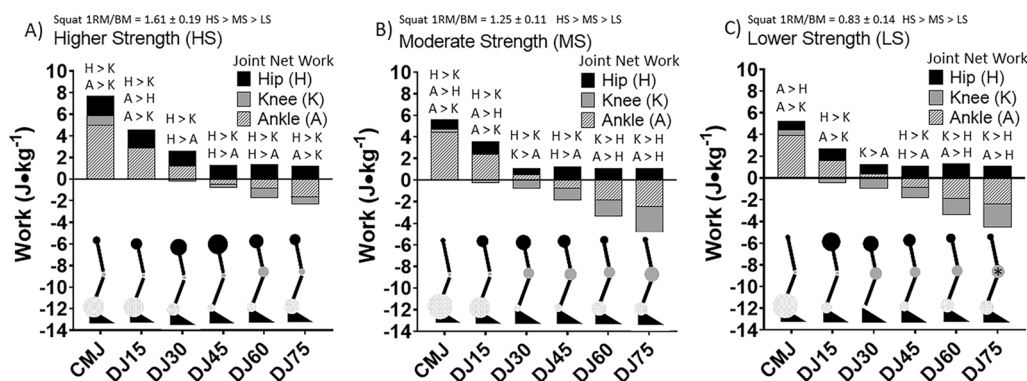 Squat 1RM/BM = 1.61 ± 0.19 HS > MS > LS
A) Higher Strength (HS)
Joint Net Work
Hip (H)
Knee (K)
Ankle (A)
H > K
A > K
H > K
A > H
A > K
H > K
H > A
H > K
H > A
H > K
H > A
H > K
A > K
Work (J•kg-1)
10
8
6
4
2
0
-2
-4
-6
-8
-10
-12
-14
CMJ
DJ15
DJ30
DJ45
DJ60
DJ75
Squat 1RM/BM = 1.25 ± 0.11 HS > MS > LS
B) Moderate Strength (MS)
Joint Net Work
Hip (H)
Knee (K)
Ankle (A)
H > K
A > H
A > K
H > K
A > H
A > K
K > A
H > K
H > A
K > H
A > H
K > H
A > H
Work (J•kg-1)
10
8
6
4
2
0
-2
-4
-6
-8
-10
-12
-14
CMJ
DJ15
DJ30
DJ45
DJ60
DJ75
Squat 1RM/BM = 0.83 ± 0.14 HS > MS > LS
C) Lower Strength (LS)
Joint Net Work
Hip (H)
Knee (K)
Ankle (A)
A > H
A > K
H > K
A > K
K > A
H > K
H > A
K > H
A > H
K > H
A > H
*
Work (J•kg-1)
10
8
6
4
2
0
-2
-4
-6
-8
-10
-12
-14
CMJ
DJ15
DJ30
DJ45
DJ60
DJ75